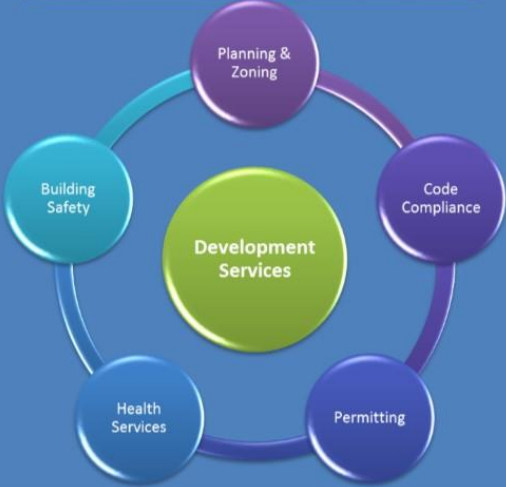 Planning &
Zoning
Code
Compliance
Permitting
Health
Services
Building
Safety
Development
Services